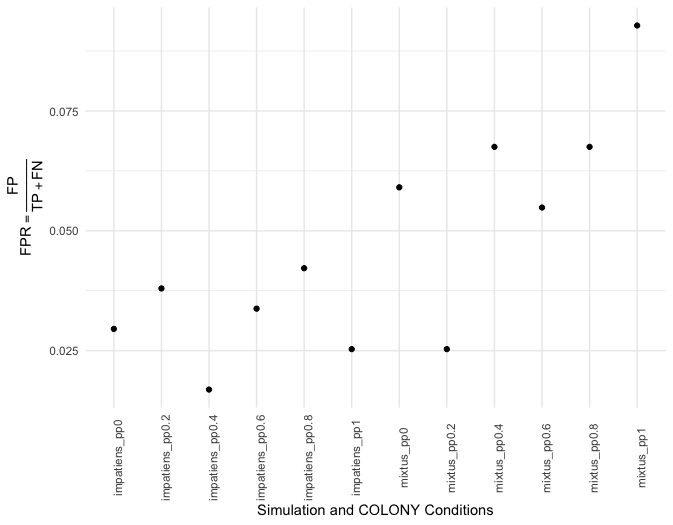 0.075
0.050
0.025
FPR = FP / TP + FN
impatiens_pp0
impatiens_pp0.2
impatiens_pp0.4
impatiens_pp0.6
impatiens_pp0.8
impatiens_pp1
mixtus_pp0
mixtus_pp0.2
mixtus_pp0.4
mixtus_pp0.6
mixtus_pp0.8
mixtus_pp1
Simulation and COLONY Conditions